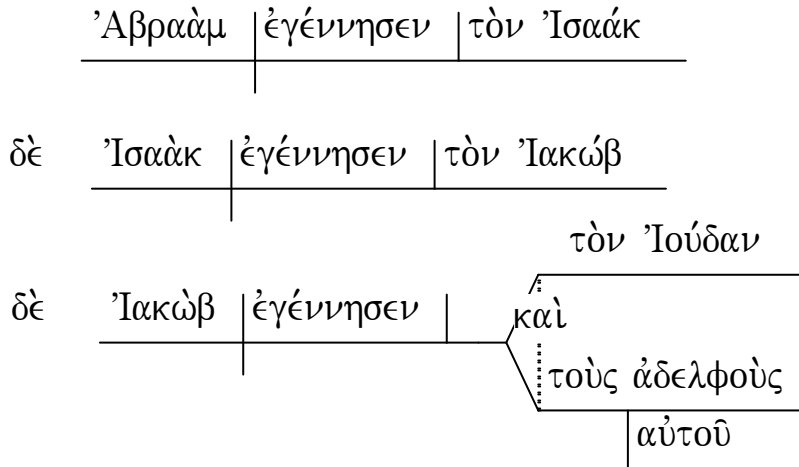 Ἀβραὰμ ἐγέννησεν τὸν Ἰσαάκ
δὲ Ἰσαὰκ ἐγέννησεν τὸν Ἰακώβ
τὸν Ἰούδαν
δὲ Ἰακὼβ ἐγέννησεν καὶ
τοὺς ἀδελφοὺς
αὐτοῦ